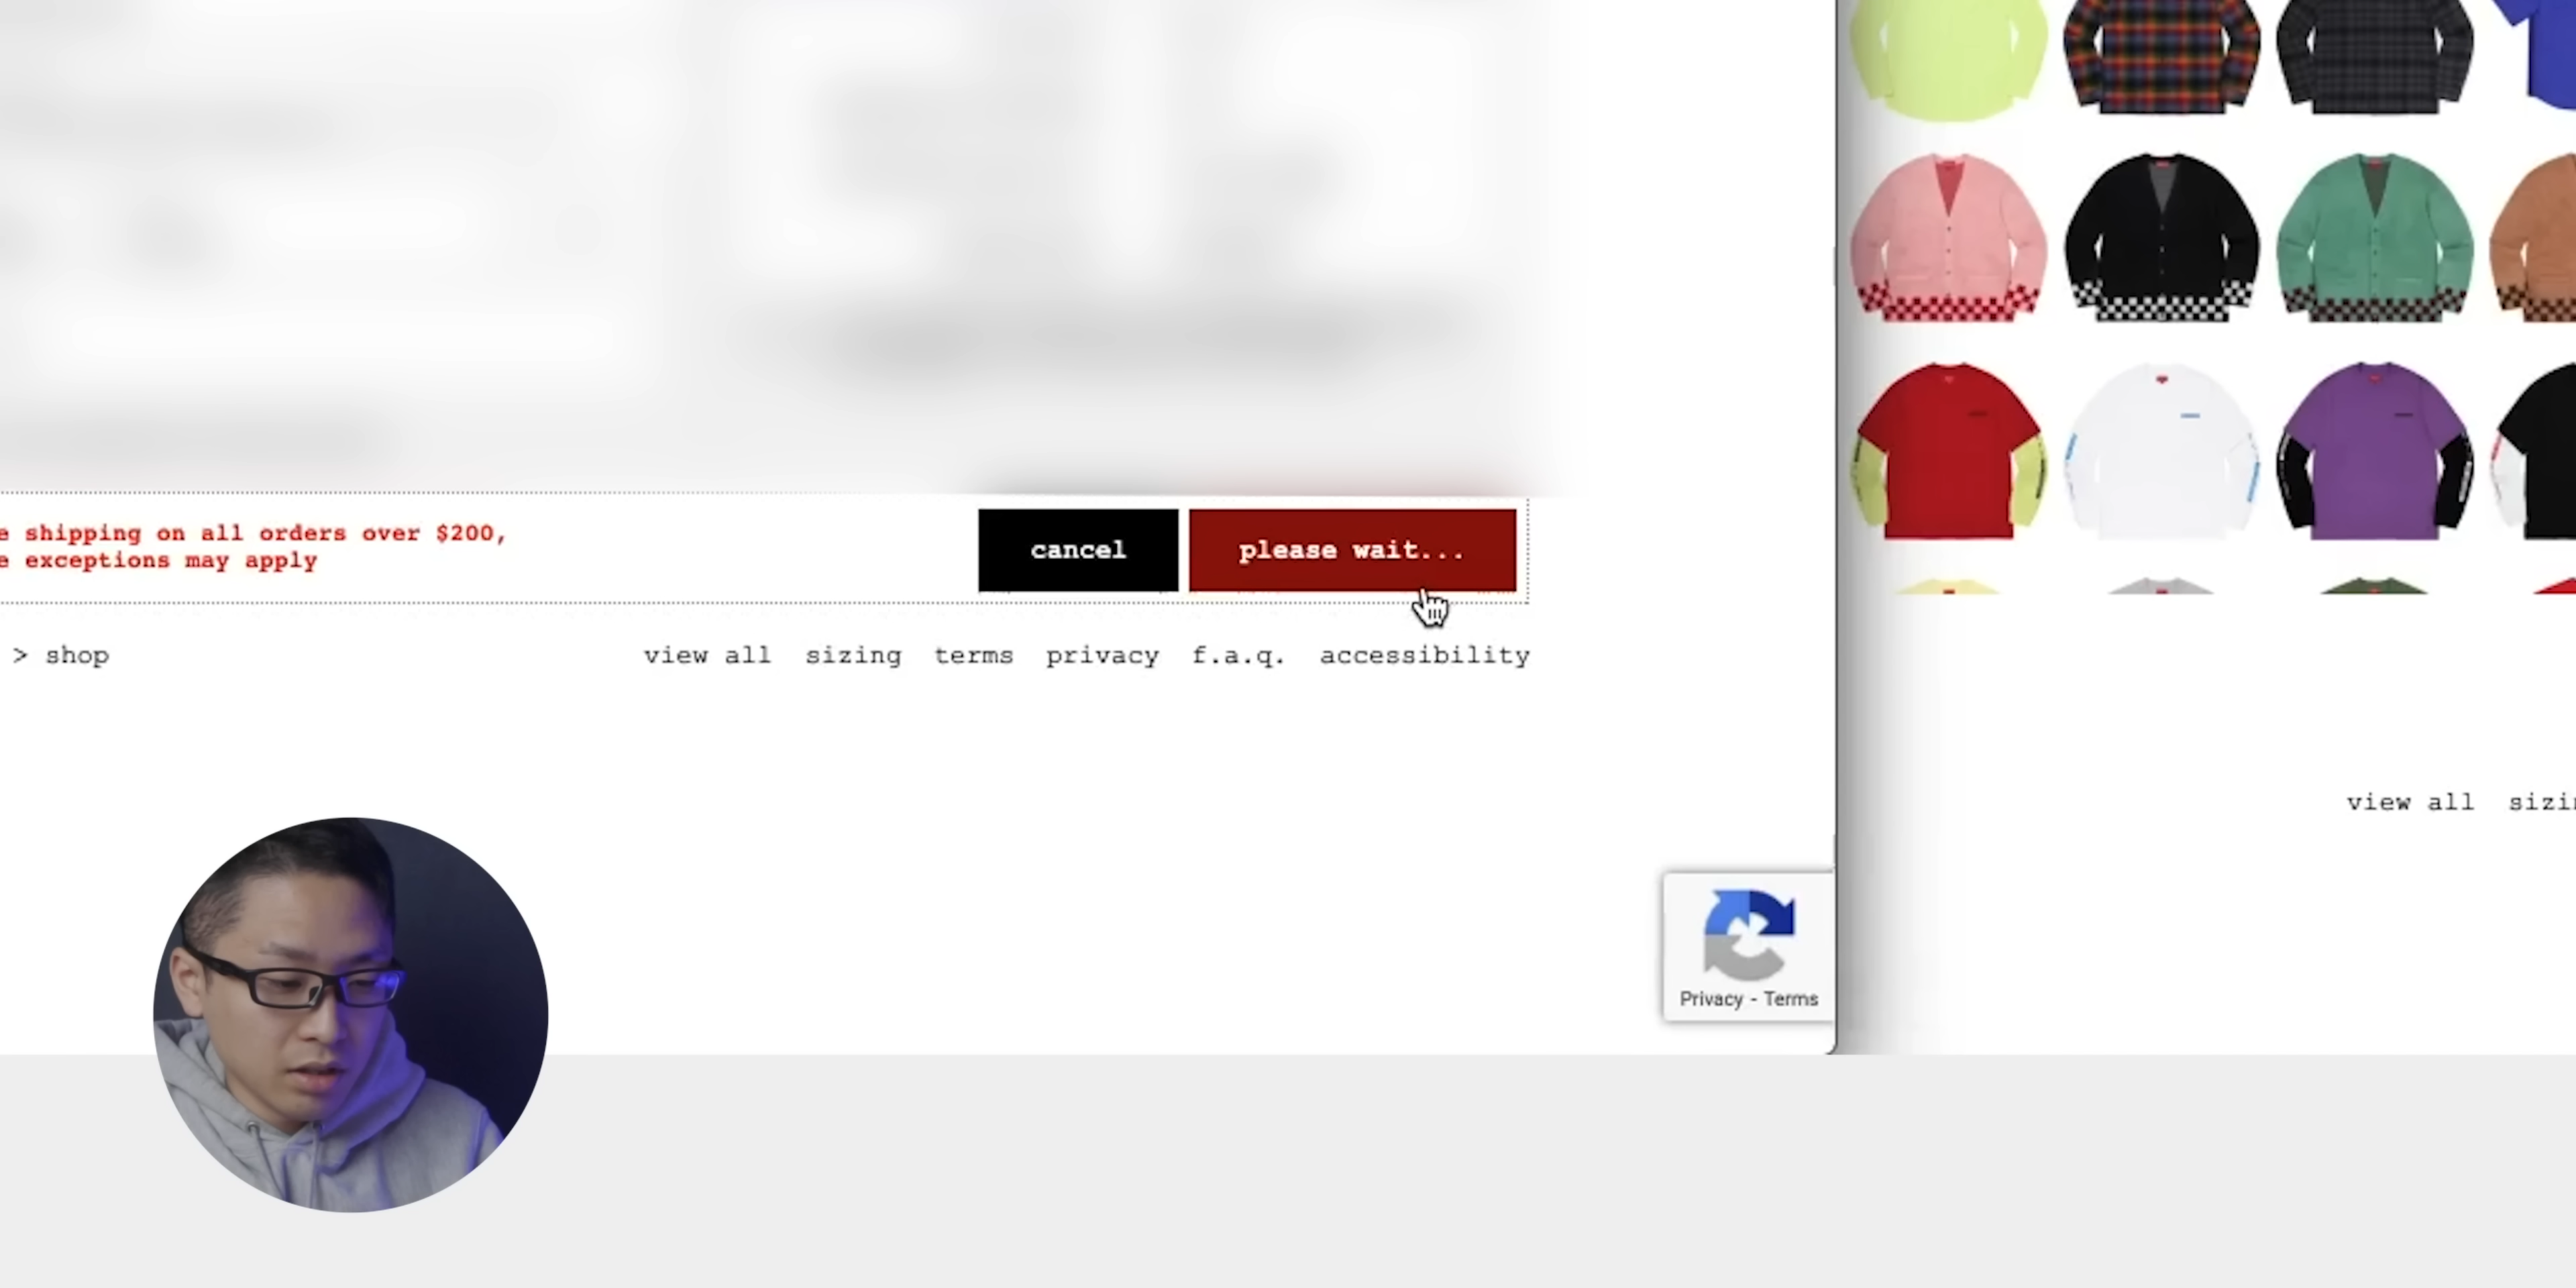 e shipping on all orders over $200,
e exceptions may apply
cancel
please wait...
> shop
view all sizing terms privacy f.a.q. accessibility
view all
Privacy - Terms